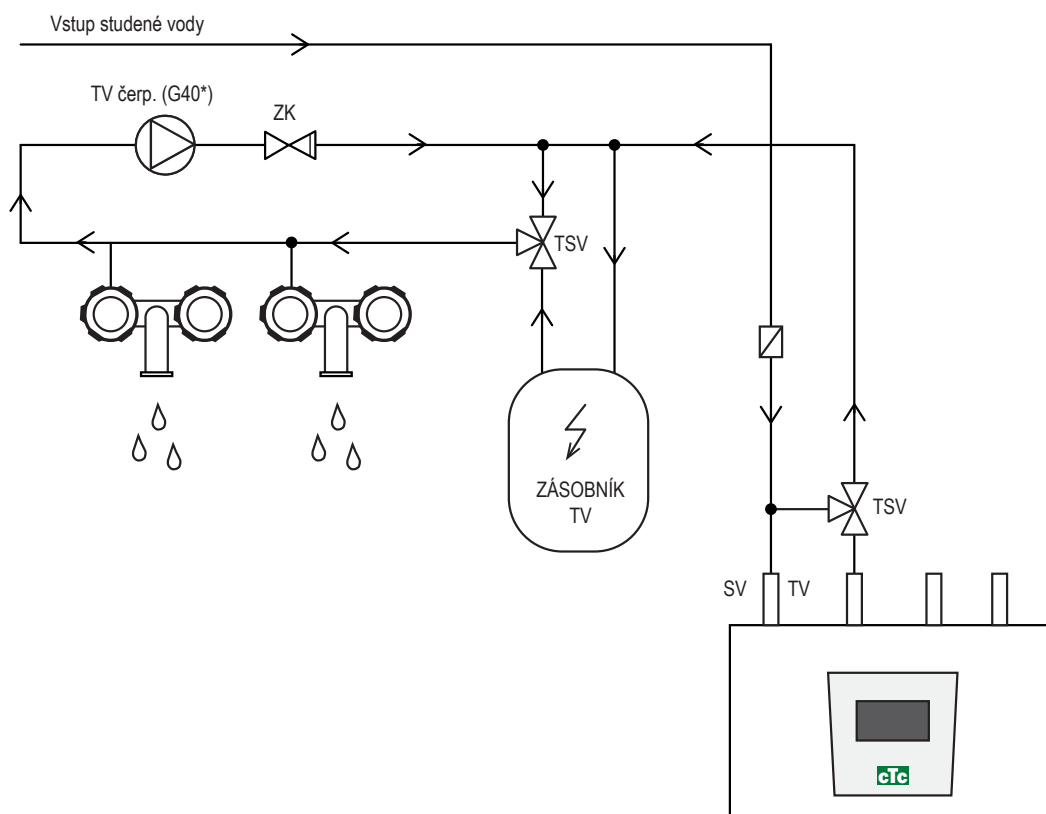 Vstup studené vody
TV čerp. (G40*)
ZK
TSV
ZÁSOBNÍK
TV
TSV
SV
TV
cTc